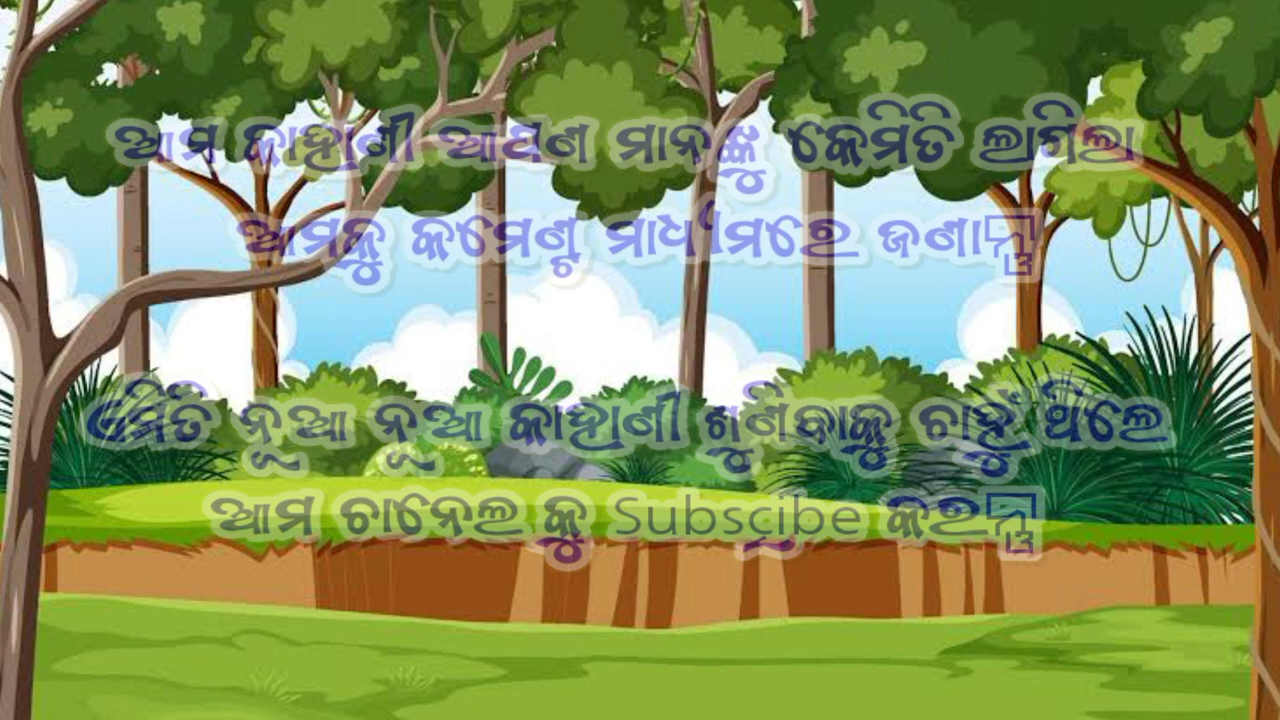 ଆମ କାହାଣୀ ଆପଣ ମାନଙ୍କୁ କେମିତି ଲାଗିଲା
ଆମକୁ କମେଣ୍ଟ ମାଧ୍ୟମରେ ଜଣାନ୍ତୁ
ଏମିତି ନୂଆ ନୂଆ କାହାଣୀ ଶୁଣିବାକୁ ଚାହୁଁ ଥିଲେ
ଆମ ଚାନେଲ କୁ Subscibe କରନ୍ତୁ